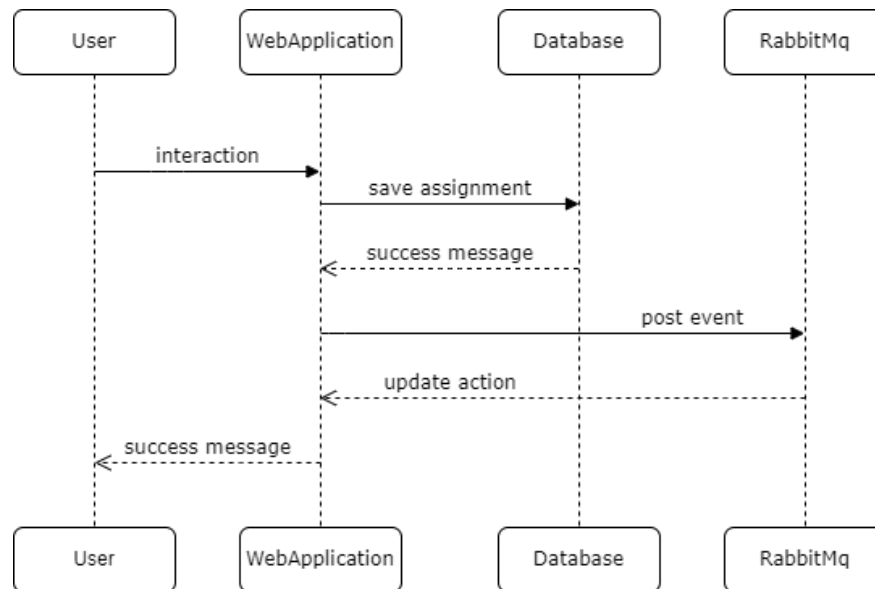 User
WebApplication
Database
RabbitMq
interaction
save assignment
success message
post event
update action
success message
User
WebApplication
Database
RabbitMq